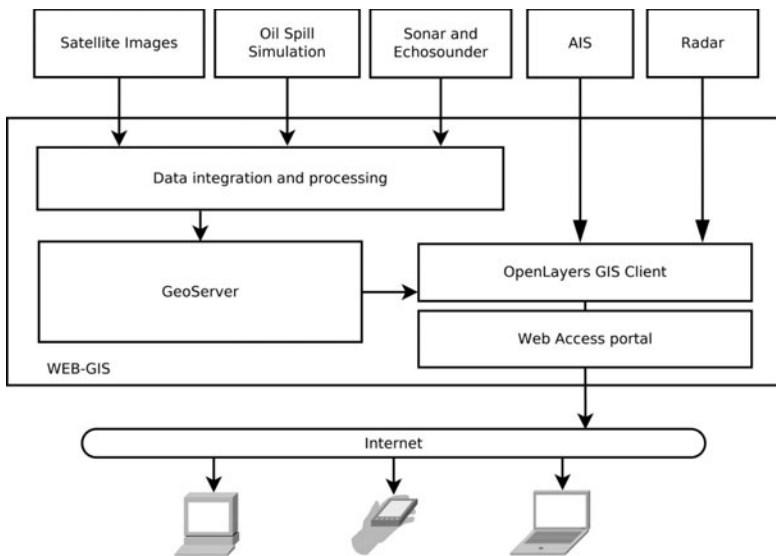 Satellite Images
Oil Spill
Simulation
Sonar and
Echosounder
AIS
Radar
Data integration and processing
GeoServer
OpenLayers GIS Client
Web Access portal
WEB-GIS
Internet